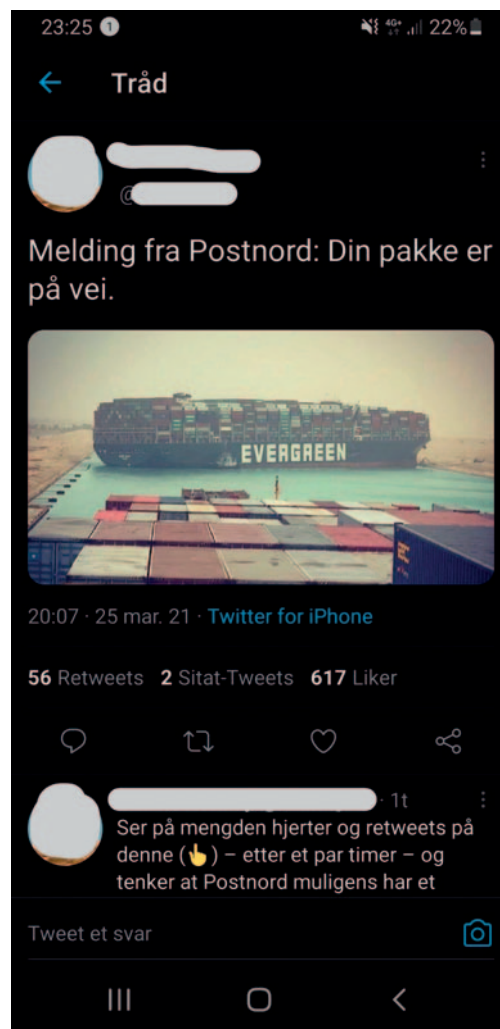 23:25 1 4G+ 22%
Tråd
@
Melding fra Postnord: Din pakke er
på vei.
EVERGREEN
20:07 · 25 mar. 21 · Twitter for iPhone
56 Retweets 2 Sitat-Tweets 617 Liker
· 1t
Ser på mengden hjerter og retweets på
denne (👆) – etter et par timer – og
tenker at Postnord muligens har et
Tweet et svar